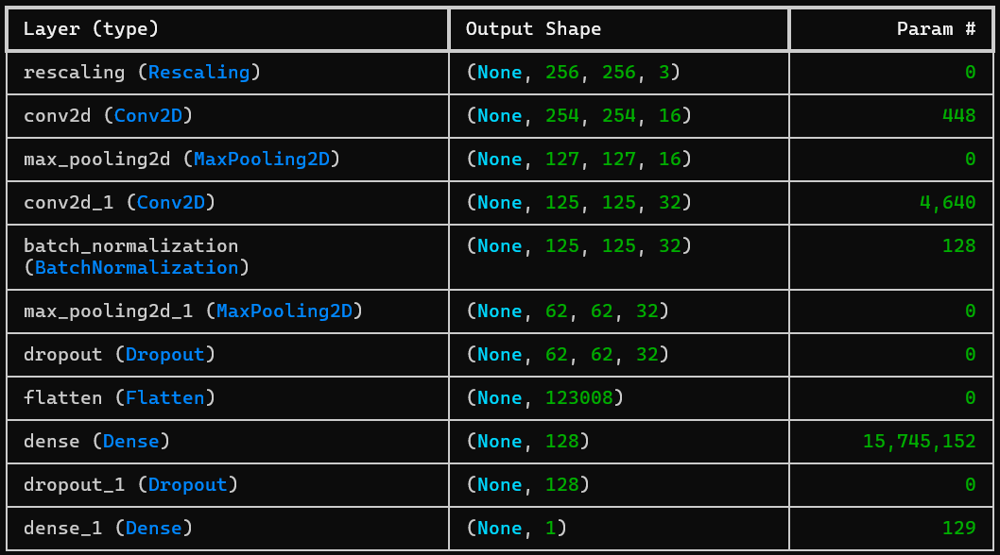 Layer (type) Output Shape Param #
rescaling (Rescaling) (None, 256, 256, 3) 0
conv2d (Conv2D) (None, 254, 254, 16) 448
max_pooling2d (MaxPooling2D) (None, 127, 127, 16) 0
conv2d_1 (Conv2D) (None, 125, 125, 32) 4,640
batch_normalization (None, 125, 125, 32) 128
(BatchNormalization)
max_pooling2d_1 (MaxPooling2D) (None, 62, 62, 32) 0
dropout (Dropout) (None, 62, 62, 32) 0
flatten (Flatten) (None, 123008) 0
dense (Dense) (None, 128) 15,745,152
dropout_1 (Dropout) (None, 128) 0
dense_1 (Dense) (None, 1) 129